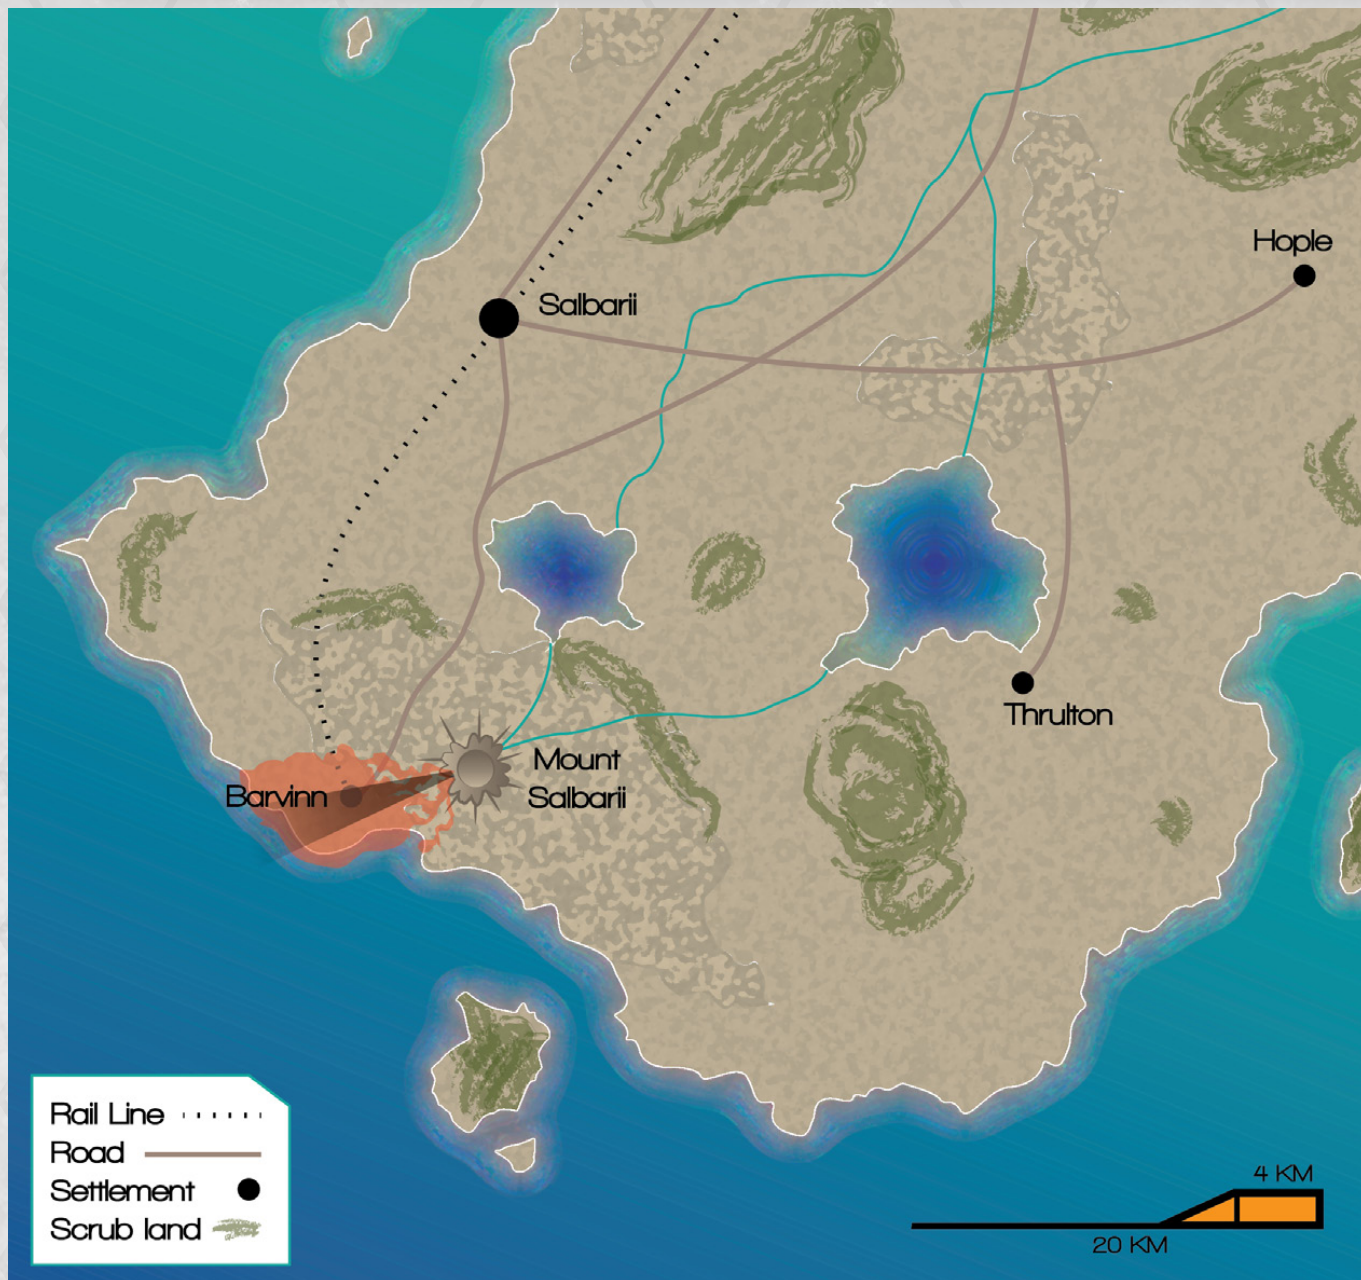 Hople
Salbarii
Thrulton
Mount
Salbarii
Barvinn
Rail Line
Road
Settlement
Scrub land
4 KM
20 KM